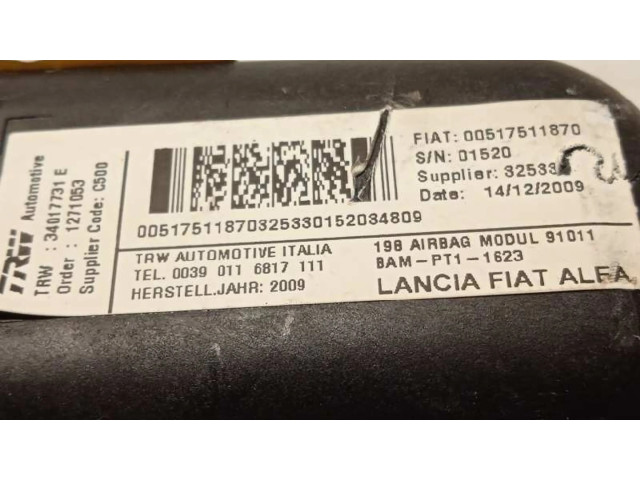 TRW Automotive
TRW : 34017731 E
Order : 1271053
Supplier Code: C500
FIAT: 00517511870
S/N: 01520
Supplier: 32533
Date: 14/12/2009
00517511870325330152034809
TRW AUTOMOTIVE ITALIA
TEL. 0039 011 6817 111
HERSTELL.JAHR: 2009
198 AIRBAG MODUL 91011
BAM-PT1-1623
LANCIA FIAT ALFA